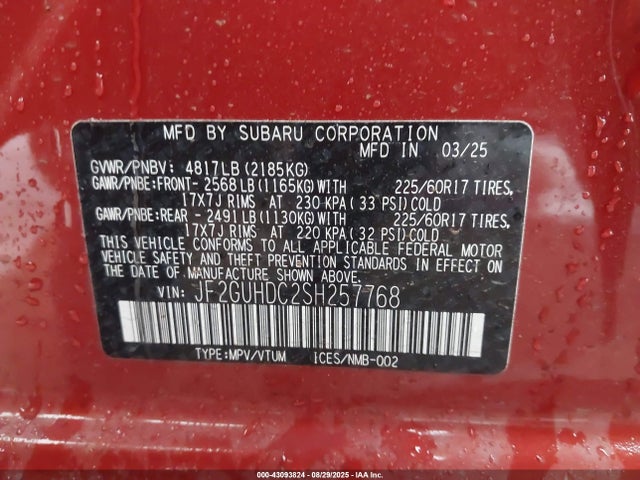 MFD BY SUBARU CORPORATION
MFD IN 03/25
GVWR/PNBV: 4817LB (2185KG)
GAWR/PNBE:FRONT- 2568LB(1165KG)WITH 225/60R17 TIRES,
17X7J RIMS AT 230 KPA(33 PSI)COLD
GAWR/PNBE:REAR - 2491LB(1130KG)WITH 225/60R17 TIRES,
17X7J RIMS AT 220 KPA(32 PSI)COLD
THIS VEHICLE CONFORMS TO ALL APPLICABLE FEDERAL MOTOR
VEHICLE SAFETY AND THEFT PREVENTION STANDARDS IN EFFECT
ON THE DATE OF MANUFACTURE SHOWN ABOVE.
VIN: JF2GUHDC2SH257768
TYPE:MPV/VTUM ICES/NMB-002
000-43093824 - 08/29/2025 - IAA Inc.